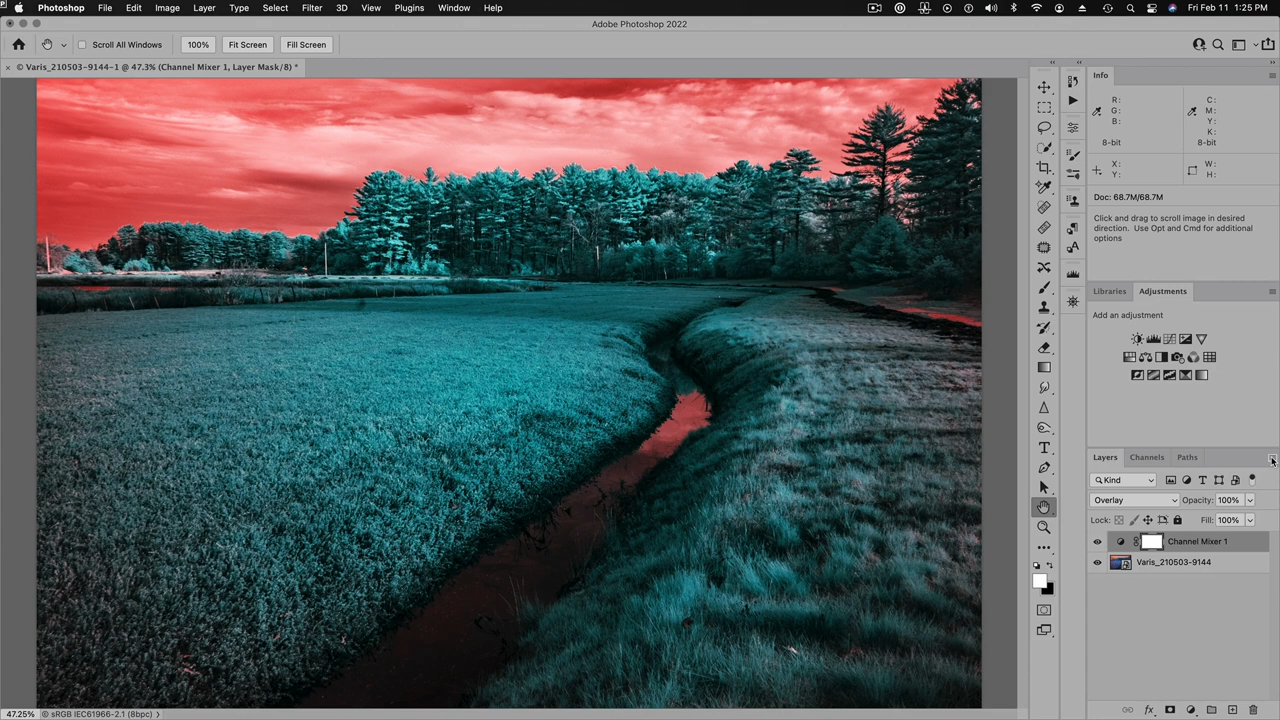 Photoshop File Edit Image Layer Type Select Filter 3D View Plugins Window Help Fri Feb 11 1:25 PM
Adobe Photoshop 2022
Scroll All Windows 100% Fit Screen Fill Screen
× © Varis_210503-9144-1 @ 47.3% (Channel Mixer 1, Layer Mask/8) *
Info
R: C:
G: M:
B: Y:
K:
8-bit 8-bit
X: W:
Y: H:
Doc: 68.7M/68.7M
Click and drag to scroll image in desired
direction. Use Opt and Cmd for additional
options
Libraries Adjustments
Add an adjustment
Layers Channels Paths
Kind
Overlay Opacity: 100%
Lock: Fill: 100%
Channel Mixer 1
Varis_210503-9144
47.25% © sRGB IEC61966-2.1 (8bpc)